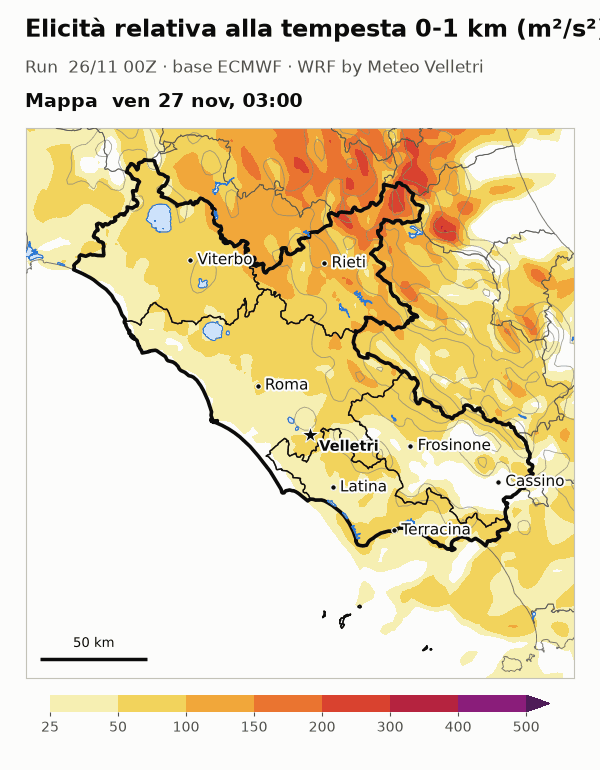 Elicità relativa alla tempesta 0-1 km (m²/s²)
Run 26/11 00Z · base ECMWF · WRF by Meteo Velletri
Mappa ven 27 nov, 03:00
Viterbo
Rieti
Roma
Velletri
Frosinone
Cassino
Latina
Terracina
50 km
25 50 100 150 200 300 400 500